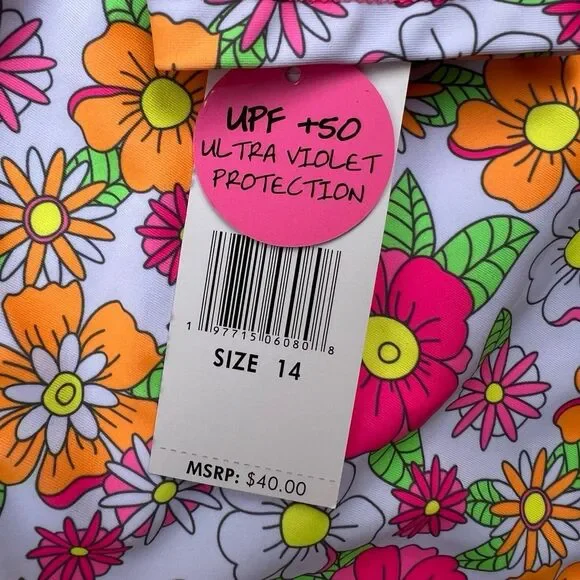 UPF +50
ULTRA VIOLET
PROTECTION
1 97715 06080 8
SIZE 14
MSRP: $40.00